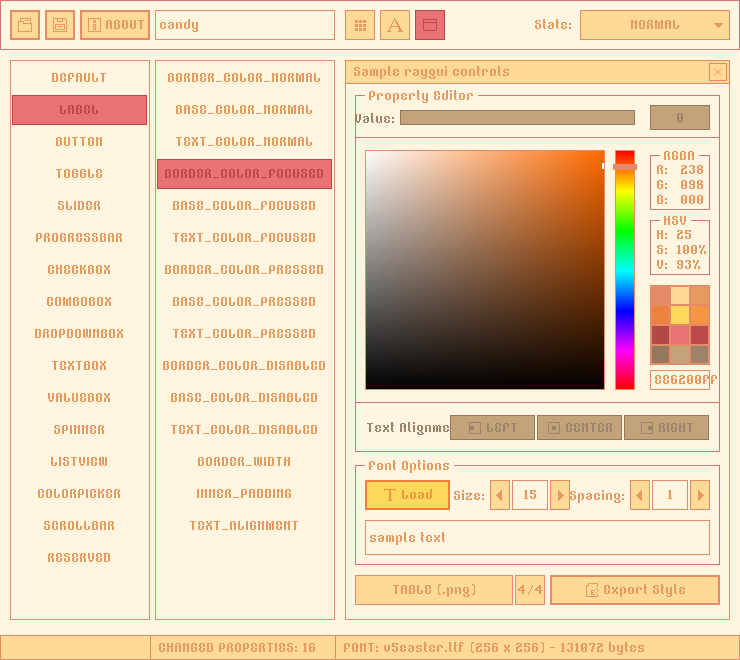 ABOUT candy State: NORMAL
DEFAULT
LABEL
BUTTON
TOGGLE
SLIDER
PROGRESSBAR
CHECKBOX
COMBOBOX
DROPDOWNBOX
TEXTBOX
VALUEBOX
SPINNER
LISTVIEW
COLORPICKER
SCROLLBAR
RESERVED
BORDER_COLOR_NORMAL
BASE_COLOR_NORMAL
TEXT_COLOR_NORMAL
BORDER_COLOR_FOCUSED
BASE_COLOR_FOCUSED
TEXT_COLOR_FOCUSED
BORDER_COLOR_PRESSED
BASE_COLOR_PRESSED
TEXT_COLOR_PRESSED
BORDER_COLOR_DISABLED
BASE_COLOR_DISABLED
TEXT_COLOR_DISABLED
BORDER_WIDTH
INNER_PADDING
TEXT_ALIGNMENT
Sample raygui controls
Property Editor
Value: 0
RGBA
R: 238
G: 098
B: 000
HSV
H: 25
S: 100%
V: 93%
EE6200FF
Text Alignme LEFT CENTER RIGHT
Font Options
Load Size: 15 Spacing: 1
sample text
TABLE (.png) 4/4 Export Style
CHANGED PROPERTIES: 16 FONT: v5easter.ttf (256 x 256) - 131072 bytes